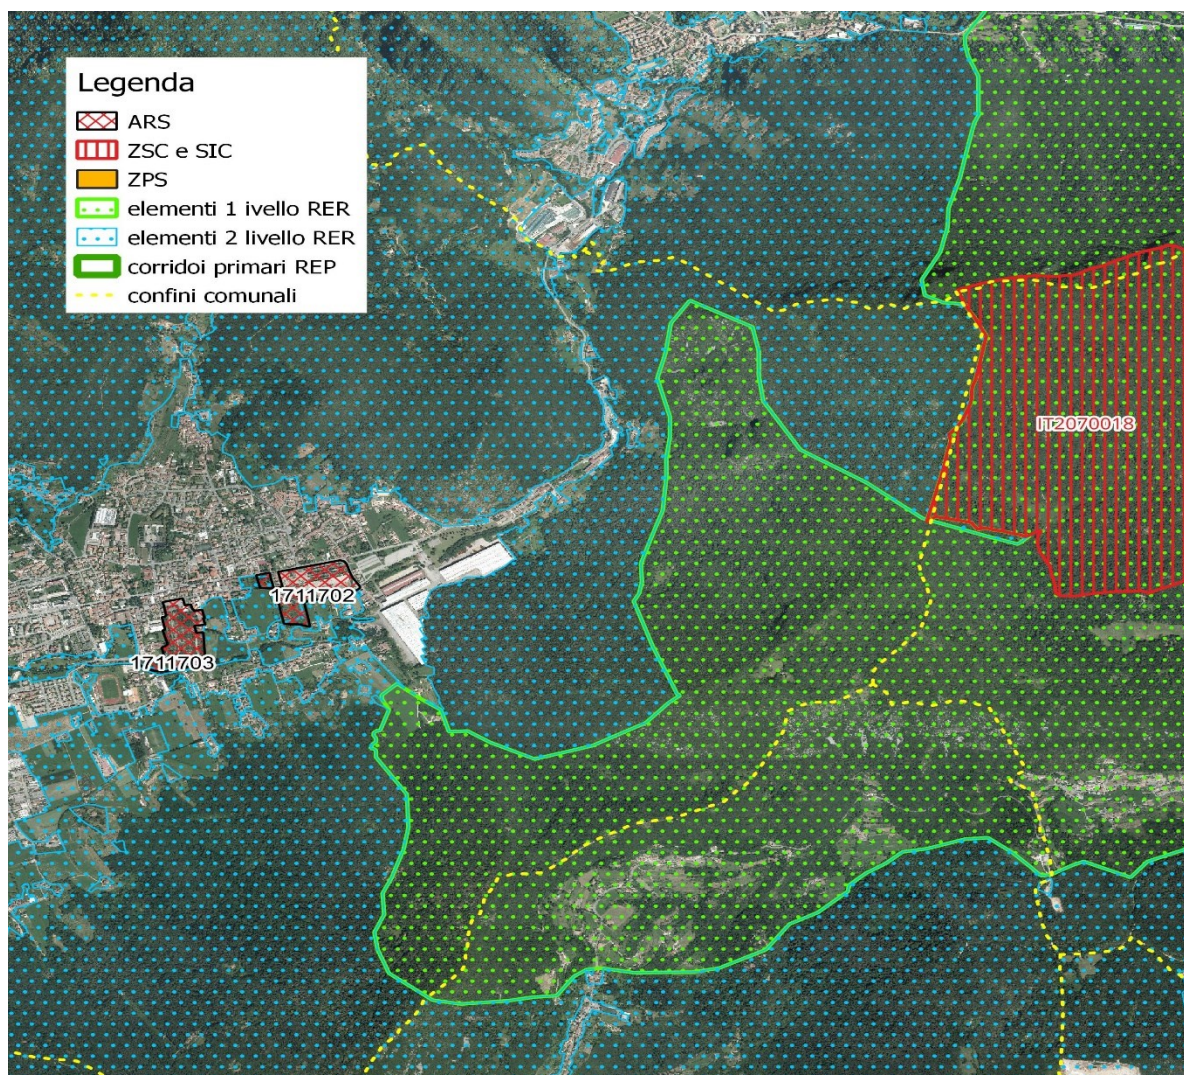 Legenda
ARS
ZSC e SIC
ZPS
elementi 1 ivello RER
elementi 2 livello RER
corridoi primari REP
confini comunali
IT2070018
1711702
1711703